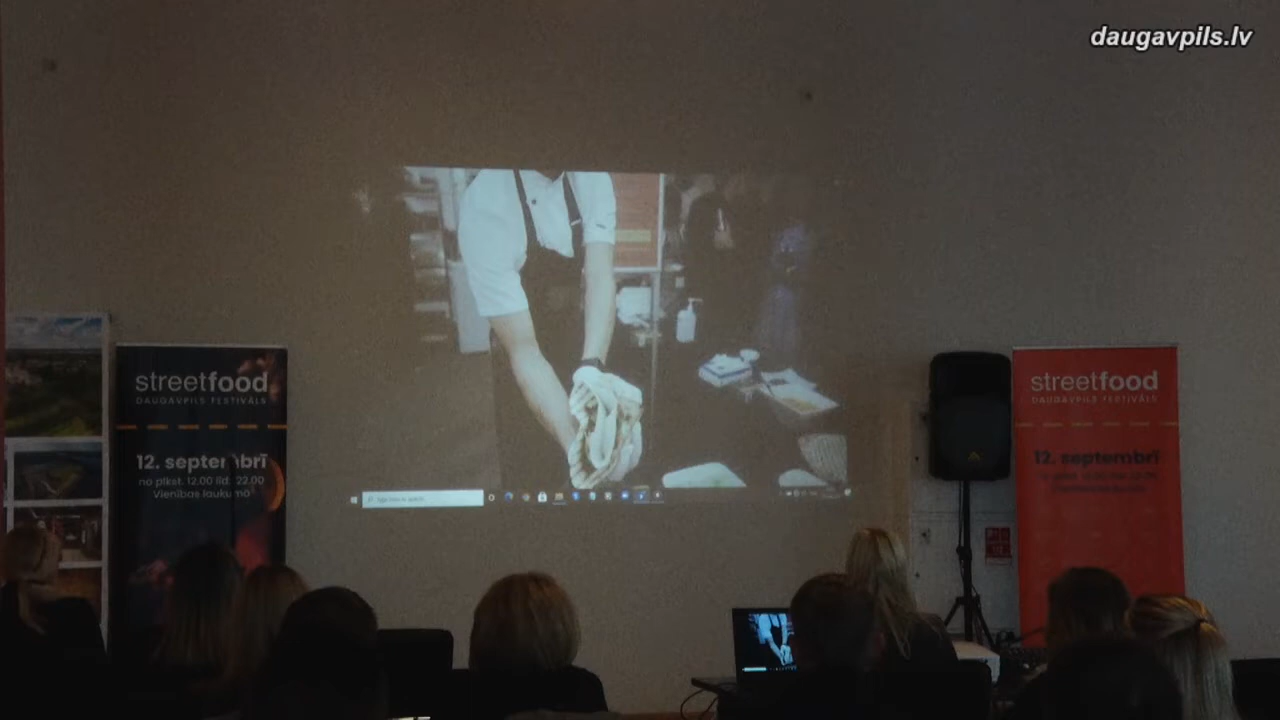 daugavpils.lv
streetfood
DAUGAVPILS FESTIVĀLS
12. septembrī
no plkst. 12.00 līdz 22.00
Vienības laukumā
streetfood
DAUGAVPILS FESTIVĀLS
12. septembrī